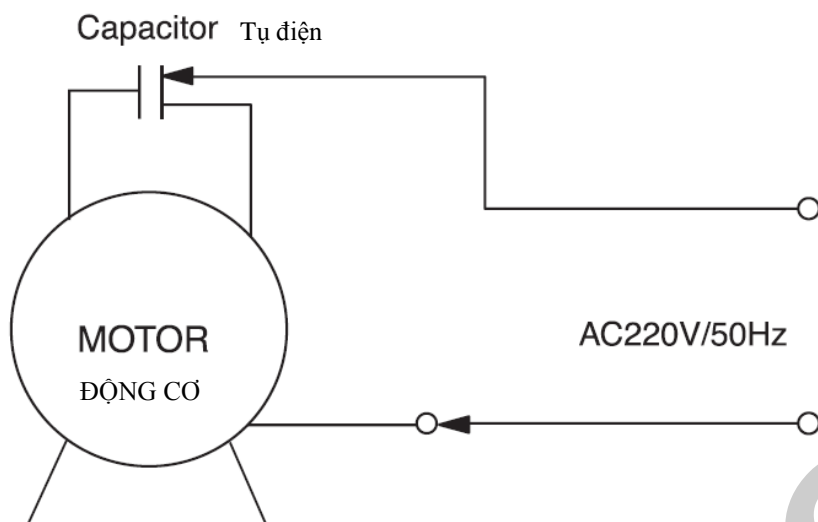 Capacitor Tụ điện
MOTOR
ĐỘNG CƠ
AC220V/50Hz